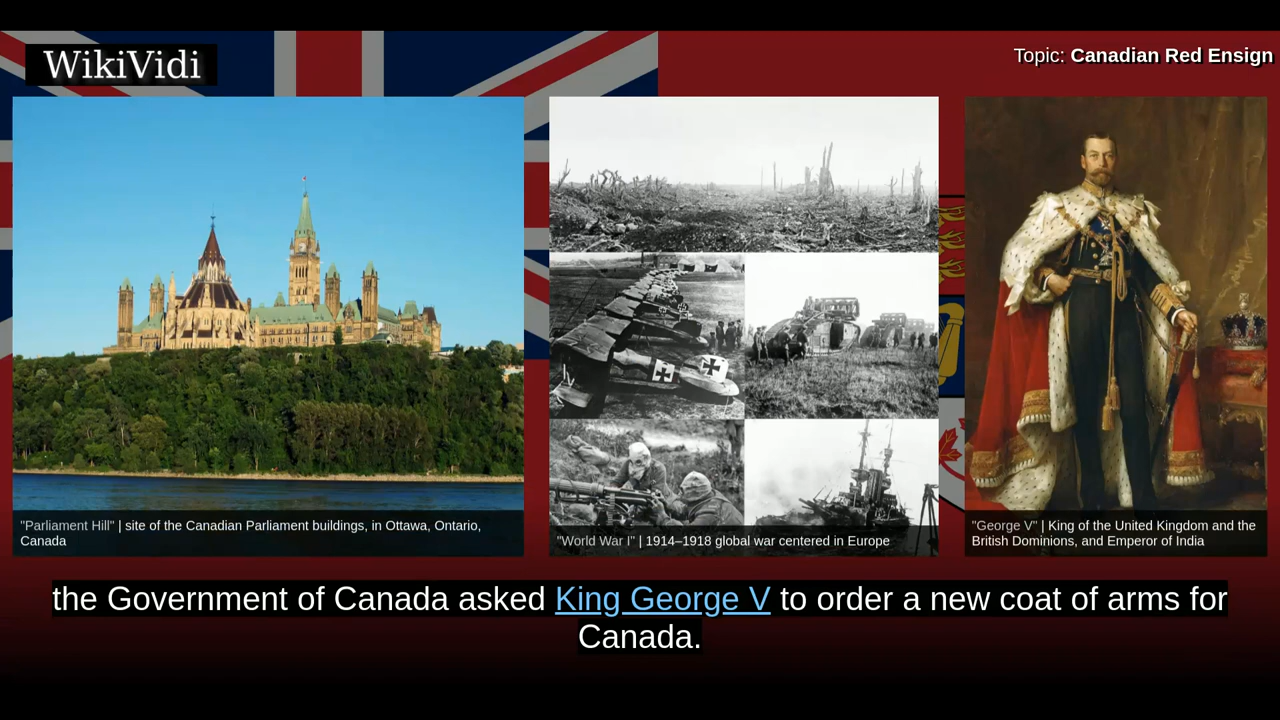 WikiVidi
Topic: Canadian Red Ensign
"Parliament Hill" | site of the Canadian Parliament buildings, in Ottawa, Ontario,
Canada
"World War I" | 1914–1918 global war centered in Europe
"George V" | King of the United Kingdom and the
British Dominions, and Emperor of India
the Government of Canada asked King George V to order a new coat of arms for
Canada.